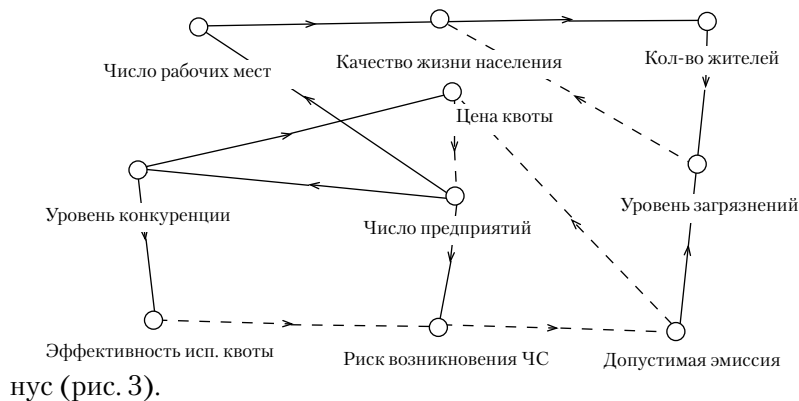 Число рабочих мест
Качество жизни населения
Кол-во жителей
Цена квоты
Уровень конкуренции
Число предприятий
Уровень загрязнений
Эффективность исп. квоты
Риск возникновения ЧС
Допустимая эмиссия
нус (рис. 3).